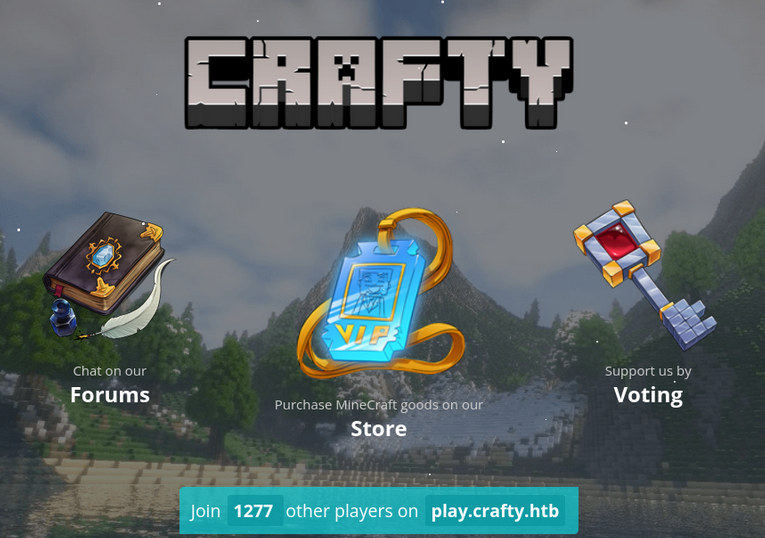 CRAFTY
VIP
Chat on our
Forums
Purchase MineCraft goods on our
Store
Support us by
Voting
Join 1277 other players on play.crafty.htb